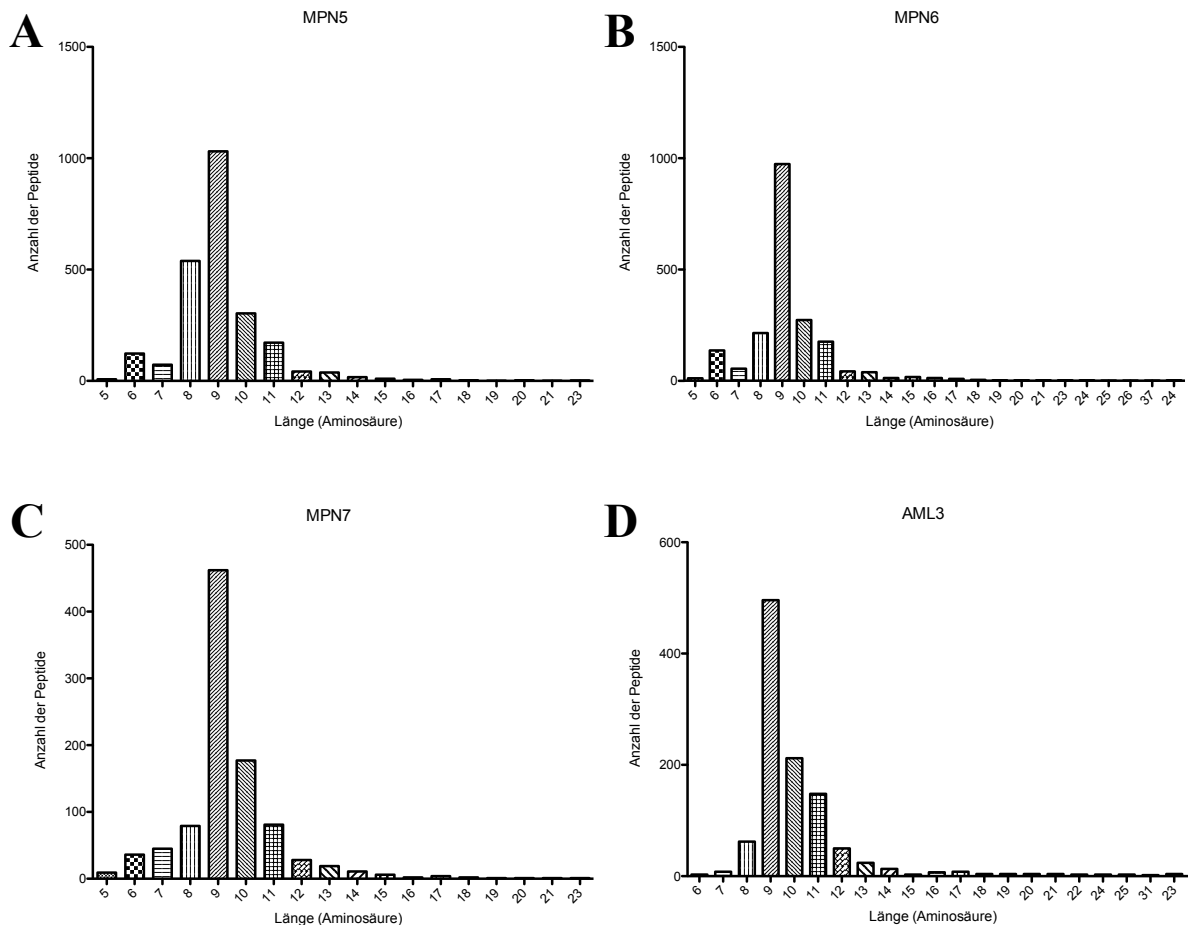 A
MPN5
Anzahl der Peptide
1500
1000
500
0
5 6 7 8 9 10 11 12 13 14 15 16 17 18 19 20 21 23
Länge (Aminosäure)
B
MPN6
Anzahl der Peptide
1500
1000
500
0
5 6 7 8 9 10 11 12 13 14 15 16 17 18 19 20 21 23 24 25 26 37 24
Länge (Aminosäure)
C
MPN7
Anzahl der Peptide
500
400
300
200
100
0
5 6 7 8 9 10 11 12 13 14 15 16 17 18 19 20 21 23
Länge (Aminosäure)
D
AML3
Anzahl der Peptide
600
400
200
0
6 7 8 9 10 11 12 13 14 15 16 17 18 19 20 21 22 24 25 31 23
Länge (Aminosäure)